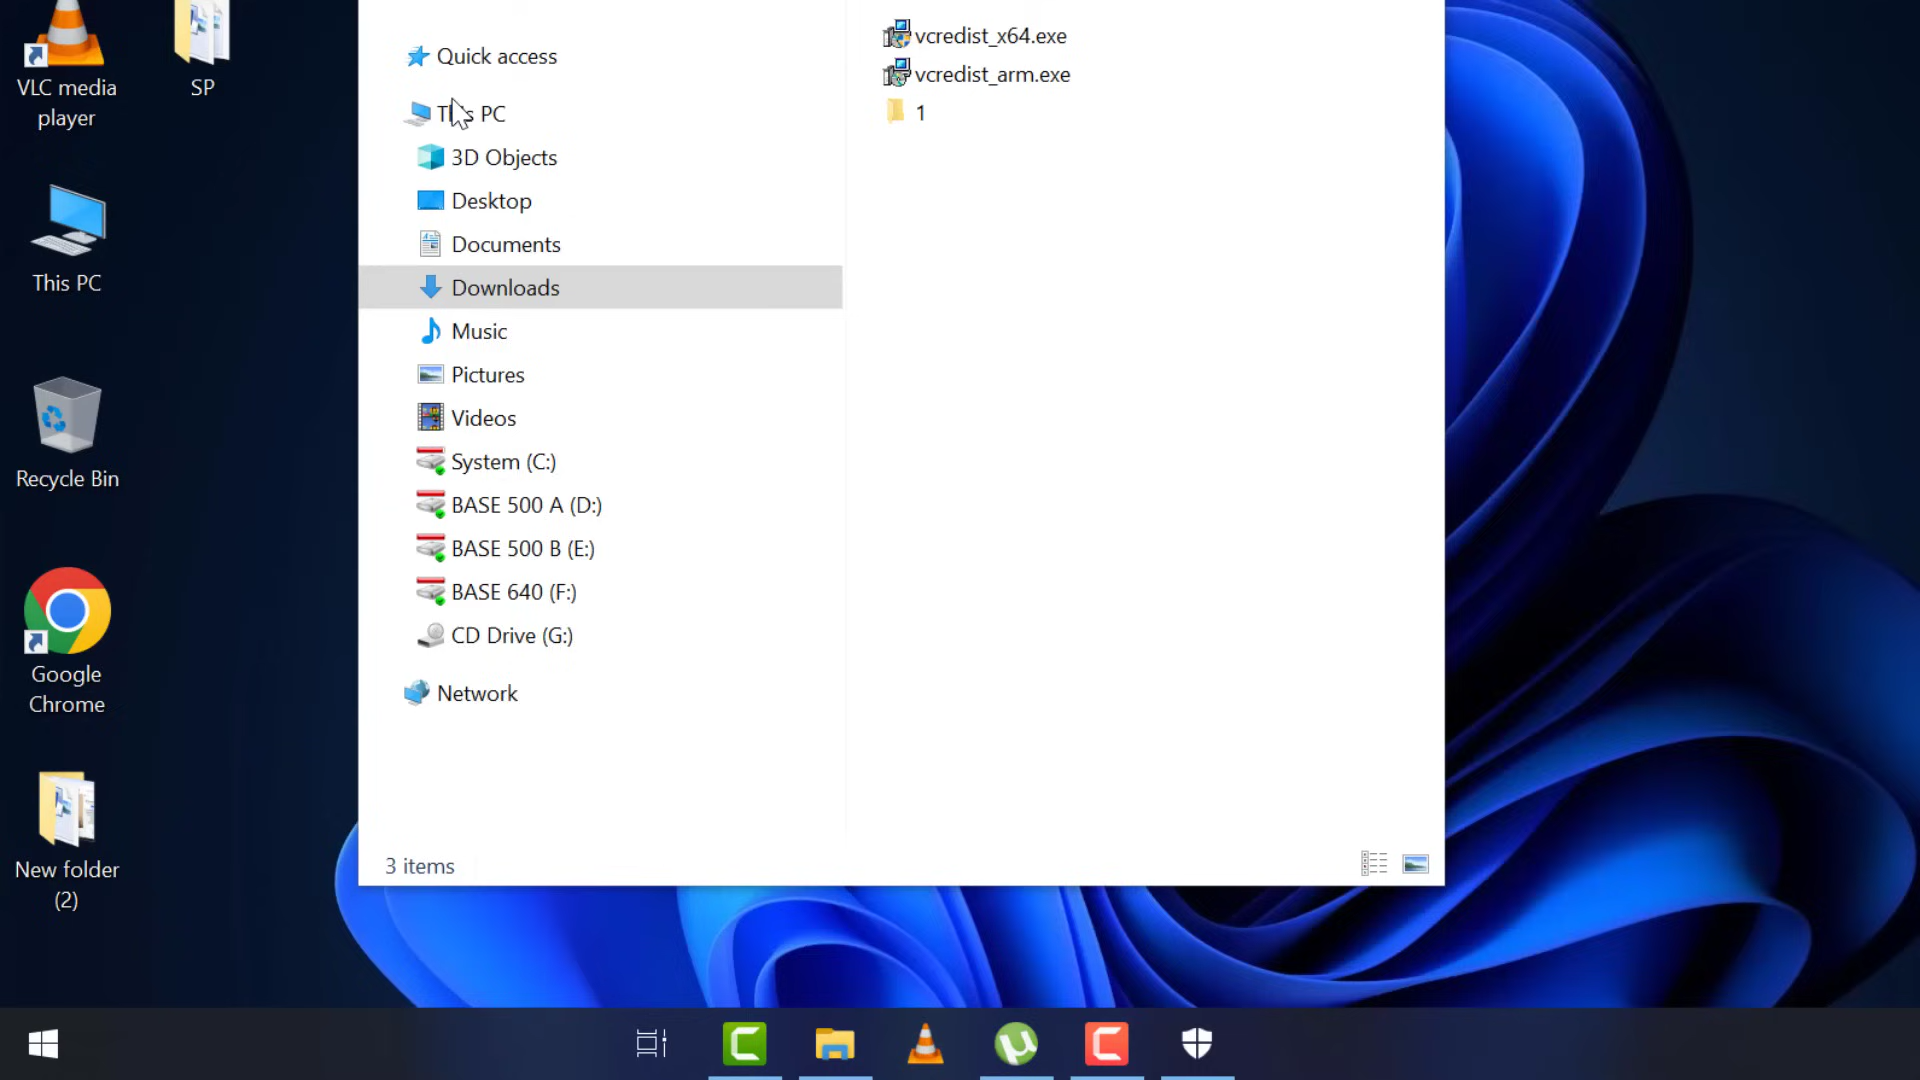 VLC media
player
SP
This PC
Recycle Bin
Google
Chrome
New folder
(2)
Quick access
This PC
3D Objects
Desktop
Documents
Downloads
Music
Pictures
Videos
System (C:)
BASE 500 A (D:)
BASE 500 B (E:)
BASE 640 (F:)
CD Drive (G:)
Network
vcredist_x64.exe
vcredist_arm.exe
1
3 items